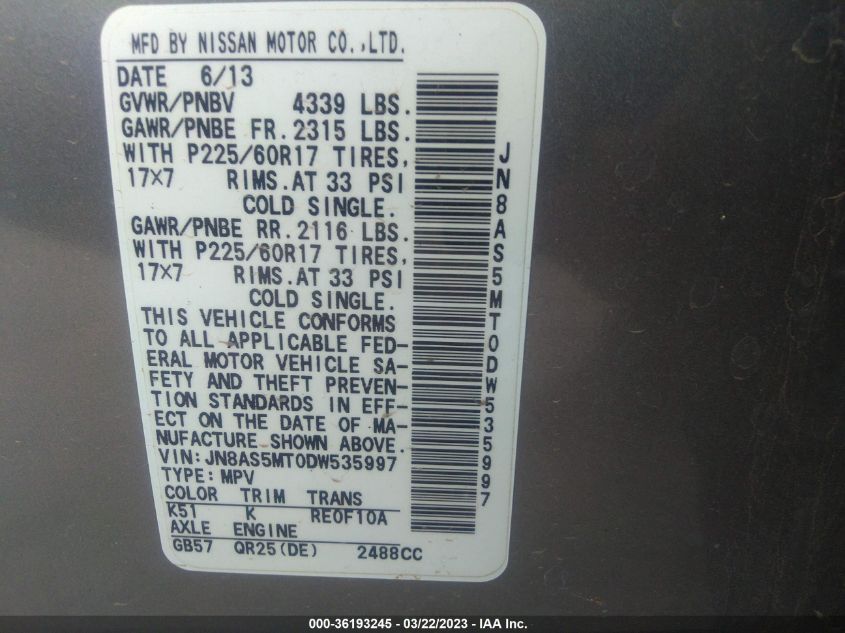 MFD BY NISSAN MOTOR CO.,LTD.
DATE 6/13
GVWR/PNBV 4339 LBS.
GAWR/PNBE FR. 2315 LBS.
WITH P225/60R17 TIRES,
17X7 RIMS.AT 33 PSI
COLD SINGLE.
GAWR/PNBE RR. 2116 LBS.
WITH P225/60R17 TIRES,
17X7 RIMS.AT 33 PSI
COLD SINGLE.
THIS VEHICLE CONFORMS
TO ALL APPLICABLE FED-
ERAL MOTOR VEHICLE SA-
FETY AND THEFT PREVEN-
TION STANDARDS IN EFF-
ECT ON THE DATE OF MA-
NUFACTURE SHOWN ABOVE.
VIN: JN8AS5MT0DW535997
TYPE: MPV
COLOR TRIM TRANS
K51 K RE0F10A
AXLE ENGINE
GB57 QR25(DE) 2488CC
JN8AS5MT0DW535997
000-36193245 - 03/22/2023 - IAA Inc.